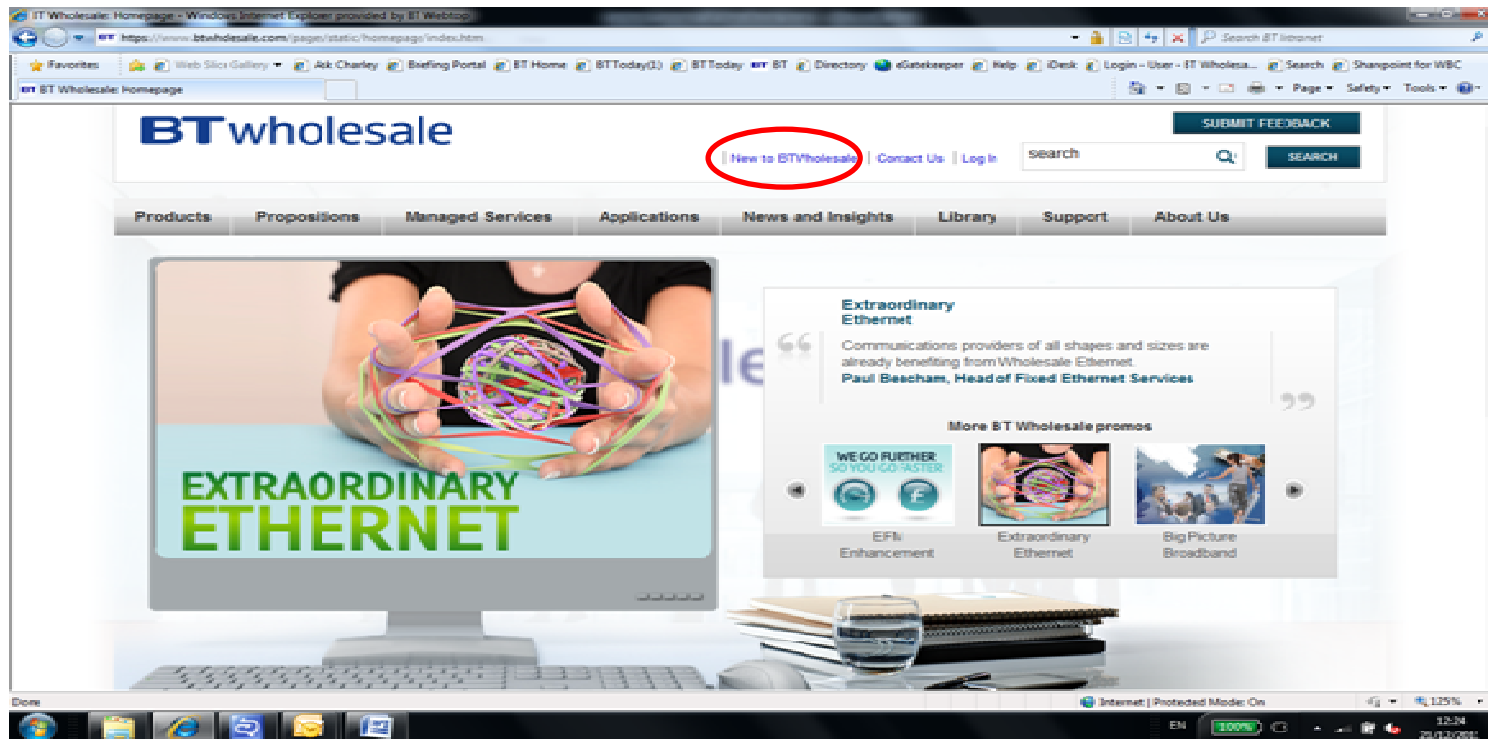 BT Wholesale: Homepage - Windows Internet Explorer provided by BT Webtop
https://www.btwholesale.com/pages/static/homepage/index.htm
Search BT Intranet
Favorites Web Slice Gallery Ask Charley Briefing Portal BT Home BTToday(1) BTToday BT Directory eGatekeeper Help iDesk Login - User - BT Wholesa... Search Sharepoint for WBC
BT Wholesale: Homepage
Page Safety Tools
BT wholesale
SUBMIT FEEDBACK
New to BTWholesale | Contact Us | Log In
search
SEARCH
Products Propositions Managed Services Applications News and Insights Library Support About Us
EXTRAORDINARY
ETHERNET
Extraordinary
Ethernet
Communications providers of all shapes and sizes are
already benefiting from Wholesale Ethernet.
Paul Beecham, Head of Fixed Ethernet Services
More BT Wholesale promos
WE GO FURTHER
SO YOU GO FASTER
EFM
Enhancement
Extraordinary
Ethernet
Big Picture
Broadband
Done
Internet | Protected Mode: On
125%
EN
100%
12:24